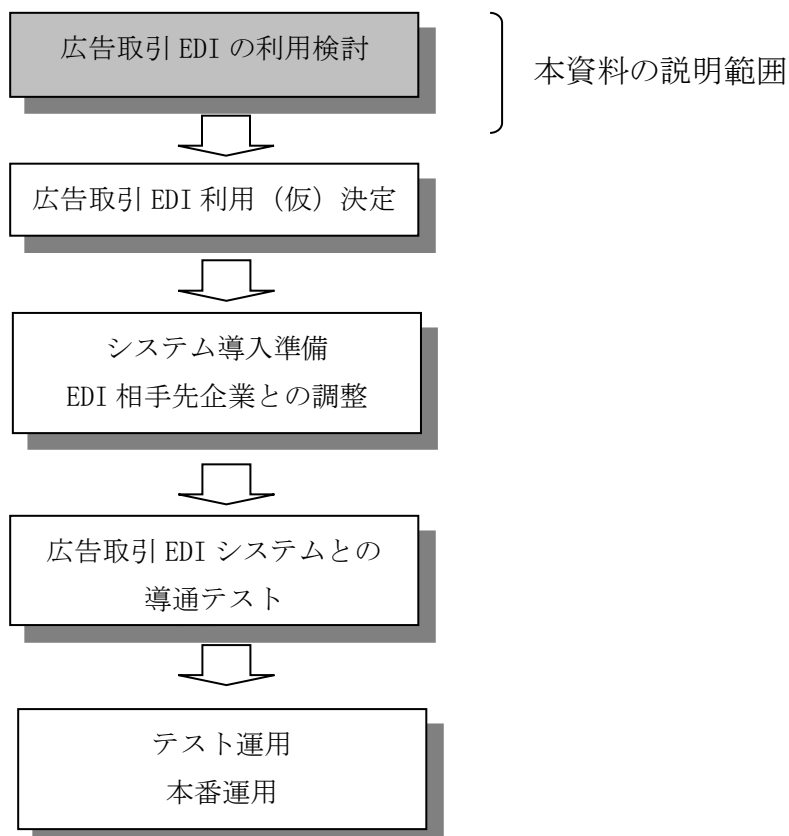 広告取引 EDI の利用検討
本資料の説明範囲
広告取引 EDI 利用（仮）決定
システム導入準備
EDI 相手先企業との調整
広告取引 EDI システムとの
導通テスト
テスト運用
本番運用